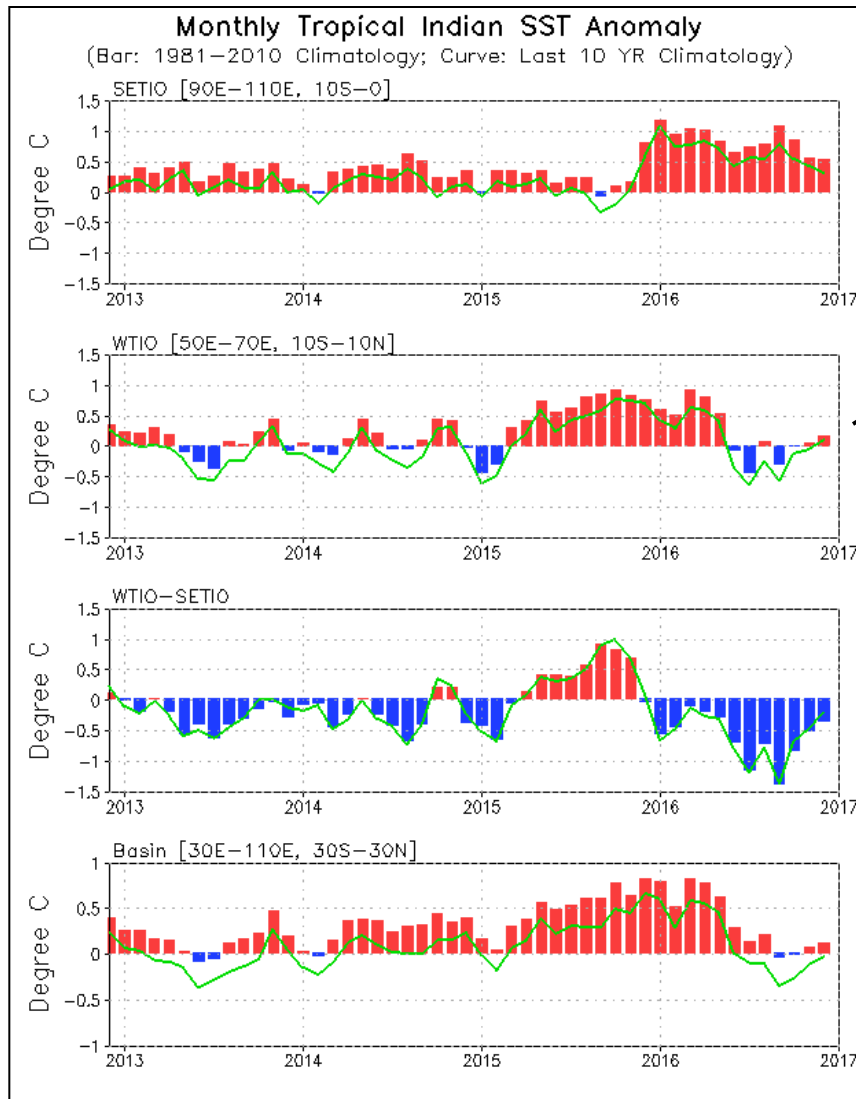 Monthly Tropical Indian SST Anomaly
(Bar: 1981-2010 Climatology; Curve: Last 10 YR Climatology)
SETIO [90E-110E, 10S-0]
Degree C
1.5
1
0.5
0
-0.5
-1
-1.5
2013 2014 2015 2016 2017
WTIO [50E-70E, 10S-10N]
Degree C
1.5
1
0.5
0
-0.5
-1
-1.5
2013 2014 2015 2016 2017
WTIO-SETIO
Degree C
1.5
1
0.5
0
-0.5
-1
-1.5
2013 2014 2015 2016 2017
Basin [30E-110E, 30S-30N]
Degree C
1
0.5
0
-0.5
-1
2013 2014 2015 2016 2017